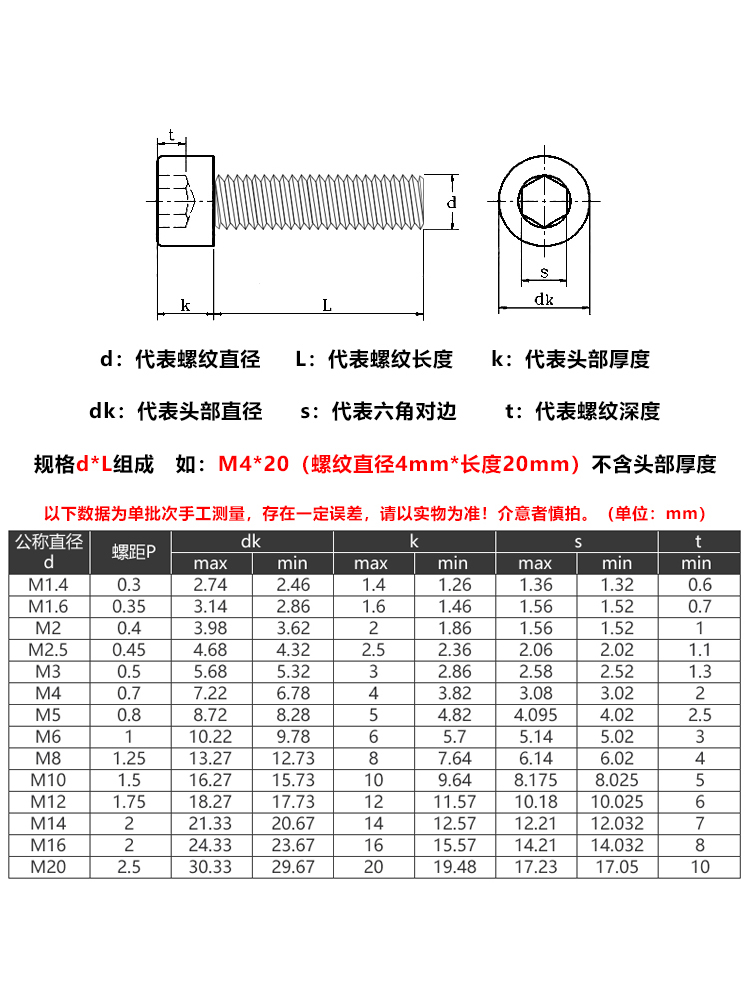 t
d
k
L
s
dk
d：代表螺纹直径 L：代表螺纹长度 k：代表头部厚度
dk：代表头部直径 s：代表六角对边 t：代表螺纹深度
规格d*L组成 如：M4*20（螺纹直径4mm*长度20mm）不含头部厚度
以下数据为单批次手工测量，存在一定误差，请以实物为准！介意者慎拍。（单位：mm）
公称直径 d 螺距P dk k s t
max min max min max min min
M1.4 0.3 2.74 2.46 1.4 1.26 1.36 1.32 0.6
M1.6 0.35 3.14 2.86 1.6 1.46 1.56 1.52 0.7
M2 0.4 3.98 3.62 2 1.86 1.56 1.52 1
M2.5 0.45 4.68 4.32 2.5 2.36 2.06 2.02 1.1
M3 0.5 5.68 5.32 3 2.86 2.58 2.52 1.3
M4 0.7 7.22 6.78 4 3.82 3.08 3.02 2
M5 0.8 8.72 8.28 5 4.82 4.095 4.02 2.5
M6 1 10.22 9.78 6 5.7 5.14 5.02 3
M8 1.25 13.27 12.73 8 7.64 6.14 6.02 4
M10 1.5 16.27 15.73 10 9.64 8.175 8.025 5
M12 1.75 18.27 17.73 12 11.57 10.18 10.025 6
M14 2 21.33 20.67 14 12.57 12.21 12.032 7
M16 2 24.33 23.67 16 15.57 14.21 14.032 8
M20 2.5 30.33 29.67 20 19.48 17.23 17.05 10